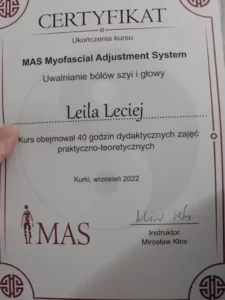 CERTYFIKAT
Ukończenia kursu
MAS Myofascial Adjustment System
Uwalnianie bólów szyi i głowy
Leila Leciej
Kurs obejmował 40 godzin dydaktycznych zajęć
praktyczno-teoretycznych
Kurki, wrzesień 2022
MAS
Instruktor
Mirosław Kłos